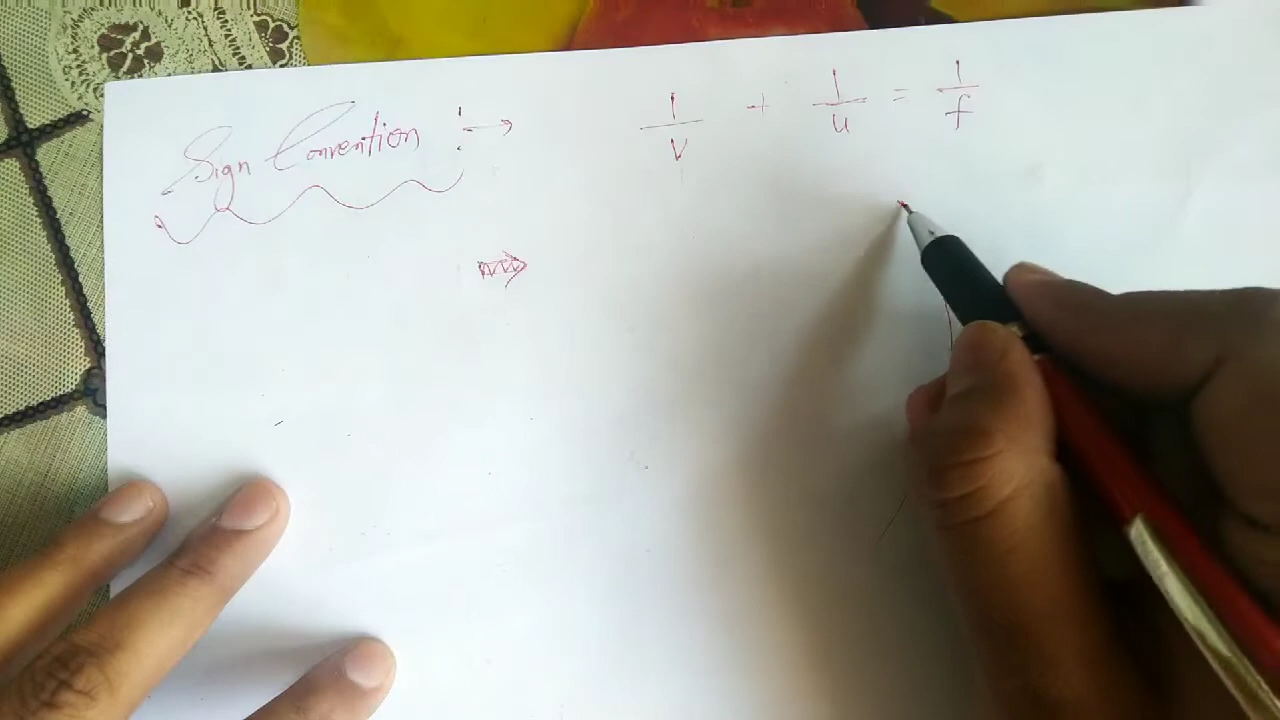 Sign Convention :→ 1/v + 1/u = 1/f
⇒